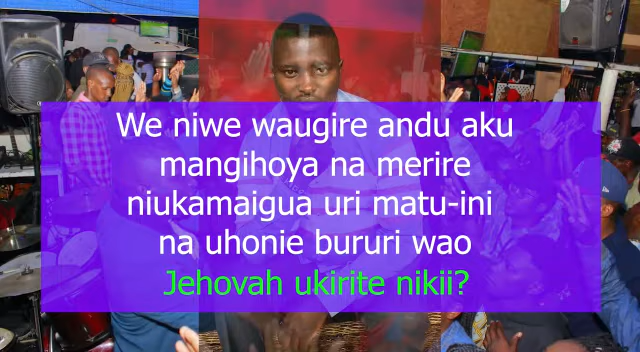 We niwe waugire andu aku
mangihoya na merire
niukamaigua uri matu-ini
na uhonie bururi wao
Jehovah ukirite nikii?